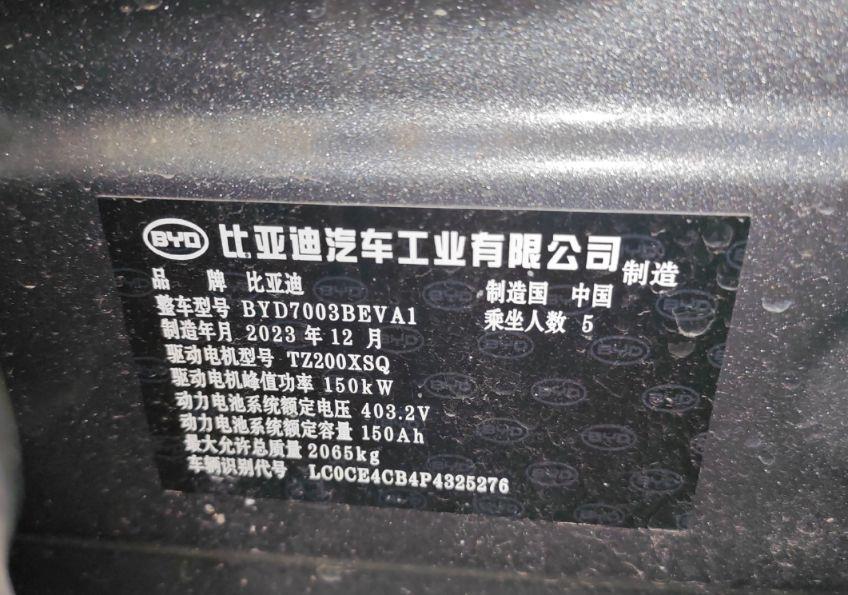 BYD 比亚迪汽车工业有限公司 制造
品 牌 比亚迪 制造国 中国
整车型号 BYD7003BEVA1 乘坐人数 5
制造年月 2023 年 12 月
驱动电机型号 TZ200XSQ
驱动电机峰值功率 150kW
动力电池系统额定电压 403.2V
动力电池系统额定容量 150Ah
最大允许总质量 2065kg
车辆识别代号 LC0CE4CB4P4325276